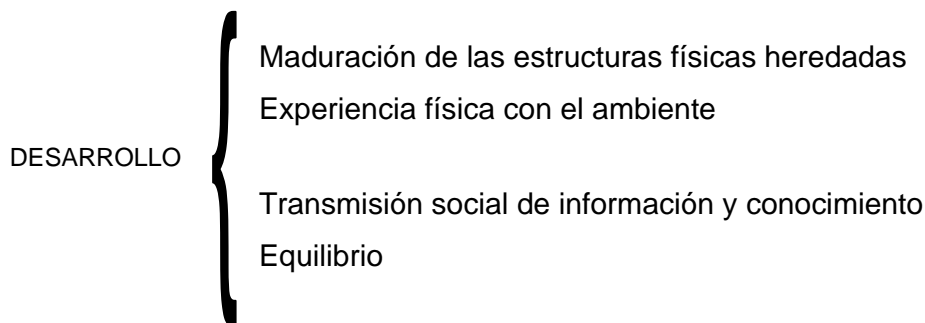 Maduración de las estructuras físicas heredadas
Experiencia física con el ambiente
DESARROLLO
Transmisión social de información y conocimiento
Equilibrio